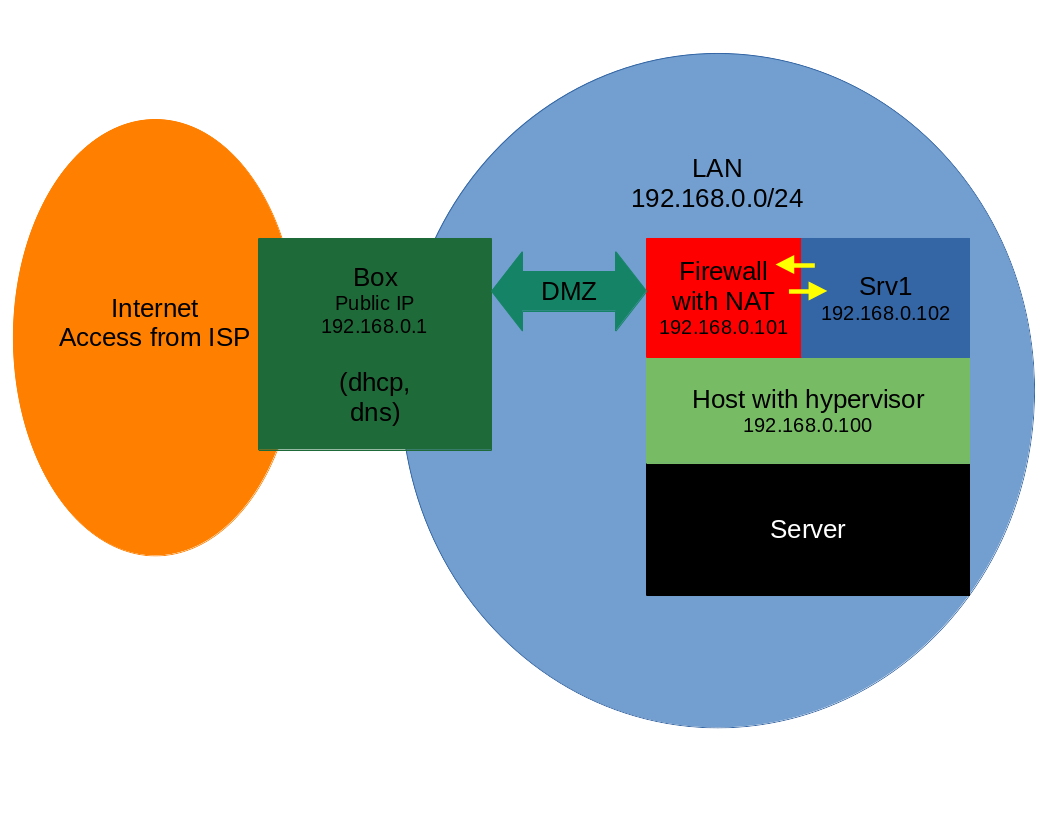 LAN
192.168.0.0/24
Internet
Access from ISP
Box
Public IP
192.168.0.1
(dhcp,
dns)
DMZ
Firewall
with NAT
192.168.0.101
Srv1
192.168.0.102
Host with hypervisor
192.168.0.100
Server